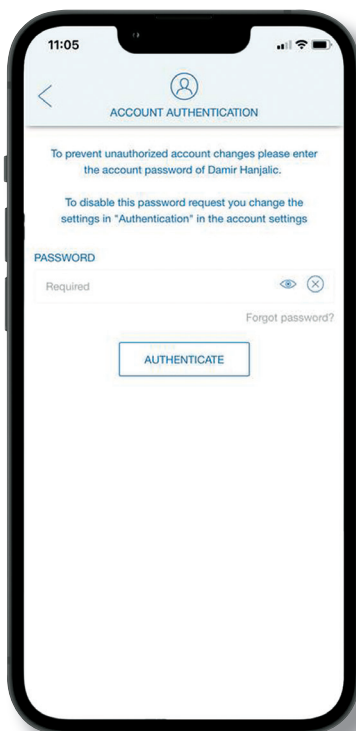 11:05
ACCOUNT AUTHENTICATION
To prevent unauthorized account changes please enter
the account password of Damir Hanjalic.
To disable this password request you change the
settings in "Authentication" in the account settings
PASSWORD
Required
Forgot password?
AUTHENTICATE